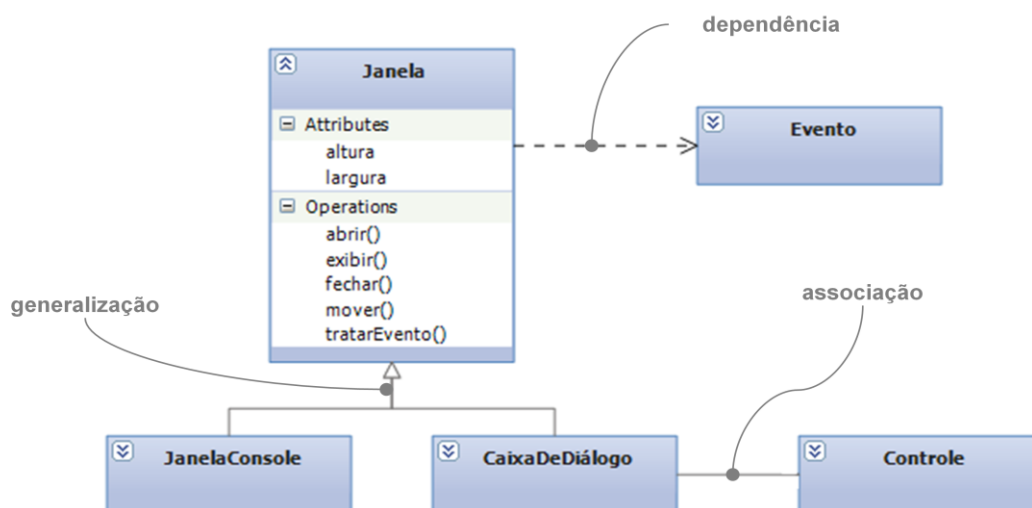 dependência
Janela
Attributes
altura
largura
Operations
abrir()
exibir()
fechar()
mover()
tratarEvento()
Evento
generalização
associação
JanelaConsole
CaixaDeDiálogo
Controle